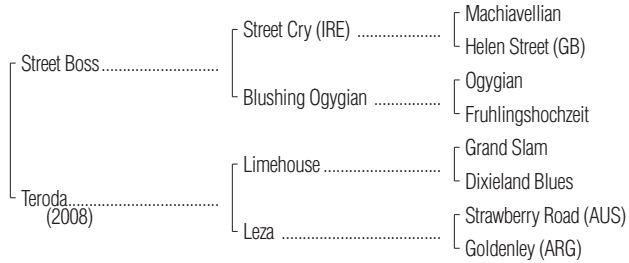 Machiavellian
Street Cry (IRE) ..................
Helen Street (GB)
Street Boss..........................
Ogygian
Blushing Ogygian ...............
Fruhlingshochzeit
Grand Slam
Limehouse..........................
Dixieland Blues
Teroda.................................
(2008)
Strawberry Road (AUS)
Leza ...................................
Goldenley (ARG)